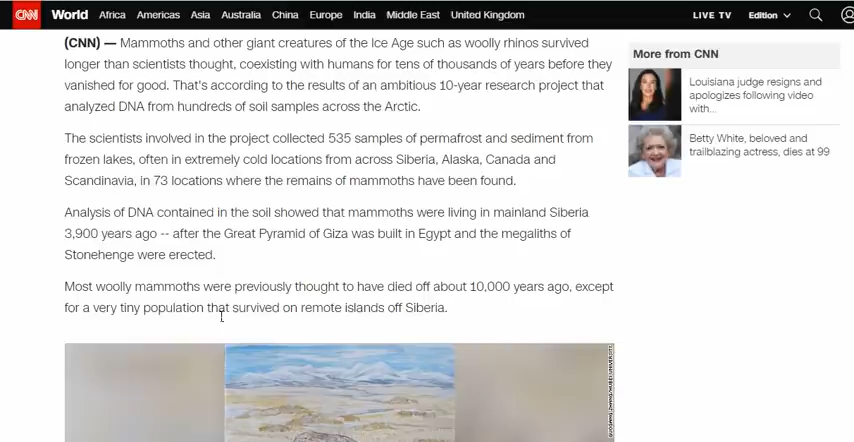 CNN World Africa Americas Asia Australia China Europe India Middle East United Kingdom LIVE TV Edition
(CNN) — Mammoths and other giant creatures of the Ice Age such as woolly rhinos survived
longer than scientists thought, coexisting with humans for tens of thousands of years before they
vanished for good. That's according to the results of an ambitious 10-year research project that
analyzed DNA from hundreds of soil samples across the Arctic.
The scientists involved in the project collected 535 samples of permafrost and sediment from
frozen lakes, often in extremely cold locations from across Siberia, Alaska, Canada and
Scandinavia, in 73 locations where the remains of mammoths have been found.
Analysis of DNA contained in the soil showed that mammoths were living in mainland Siberia
3,900 years ago -- after the Great Pyramid of Giza was built in Egypt and the megaliths of
Stonehenge were erected.
Most woolly mammoths were previously thought to have died off about 10,000 years ago, except
for a very tiny population that survived on remote islands off Siberia.
More from CNN
Louisiana judge resigns and
apologizes following video
with...
Betty White, beloved and
trailblazing actress, dies at 99